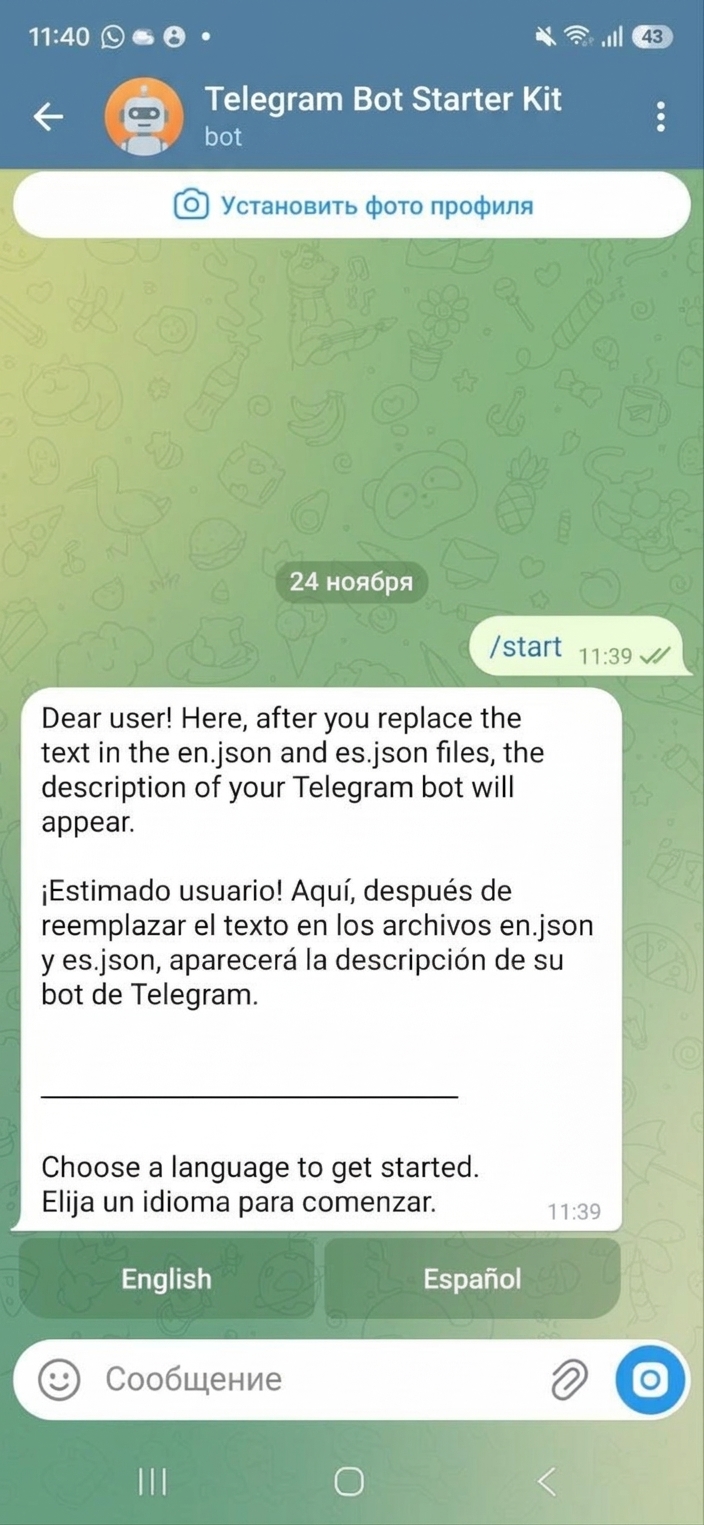 11:40
43
Telegram Bot Starter Kit
bot
Установить фото профиля
24 ноября
/start 11:39
Dear user! Here, after you replace the
text in the en.json and es.json files, the
description of your Telegram bot will
appear.
¡Estimado usuario! Aquí, después de
reemplazar el texto en los archivos en.json
y es.json, aparecerá la descripción de su
bot de Telegram.
Choose a language to get started.
Elija un idioma para comenzar.
11:39
English
Español
Сообщение